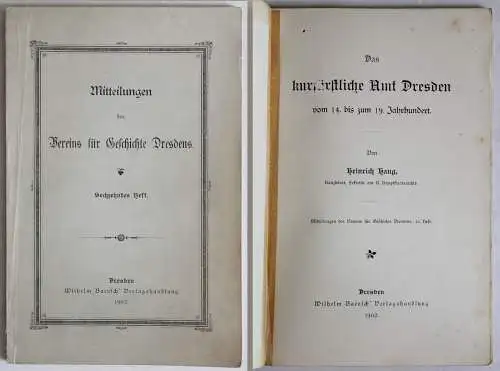 Mitteilungen
des
Vereins für Geschichte Dresdens.
Sechzehntes Heft.
Dresden
Wilhelm Baensch' Verlagshandlung
1902.
Das
kurfürstliche Amt Dresden
vom 14. bis zum 19. Jahrhundert.
Von
Heinrich Haug,
Sekretär am K.
Mitteilungen des Vereins für Geschichte Dresdens. 16. Heft.
Dresden
Wilhelm Baensch' Verlagshandlung
1902.